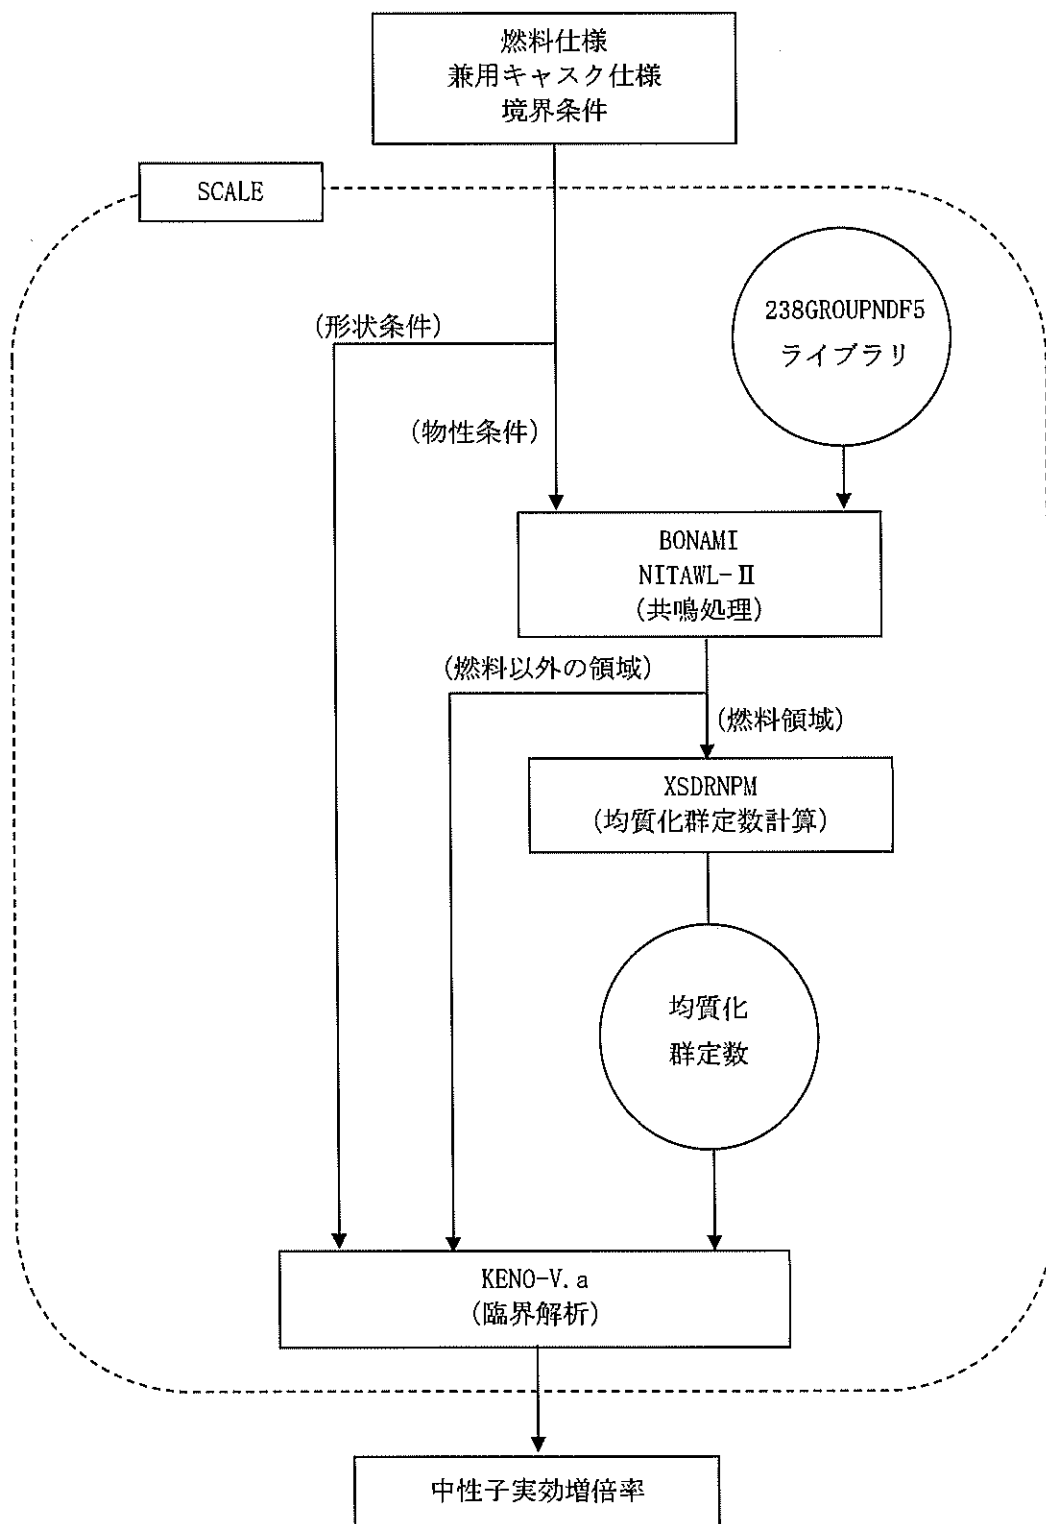 燃料仕様
兼用キャスク仕様
境界条件
SCALE
238GROUPNDF5
ライブラリ
(形状条件)
(物性条件)
BONAMI
NITAWL-Ⅱ
(共鳴処理)
(燃料以外の領域)
(燃料領域)
XSDRNPM
(均質化群定数計算)
均質化
群定数
KENO-V.a
(臨界解析)
中性子実効増倍率